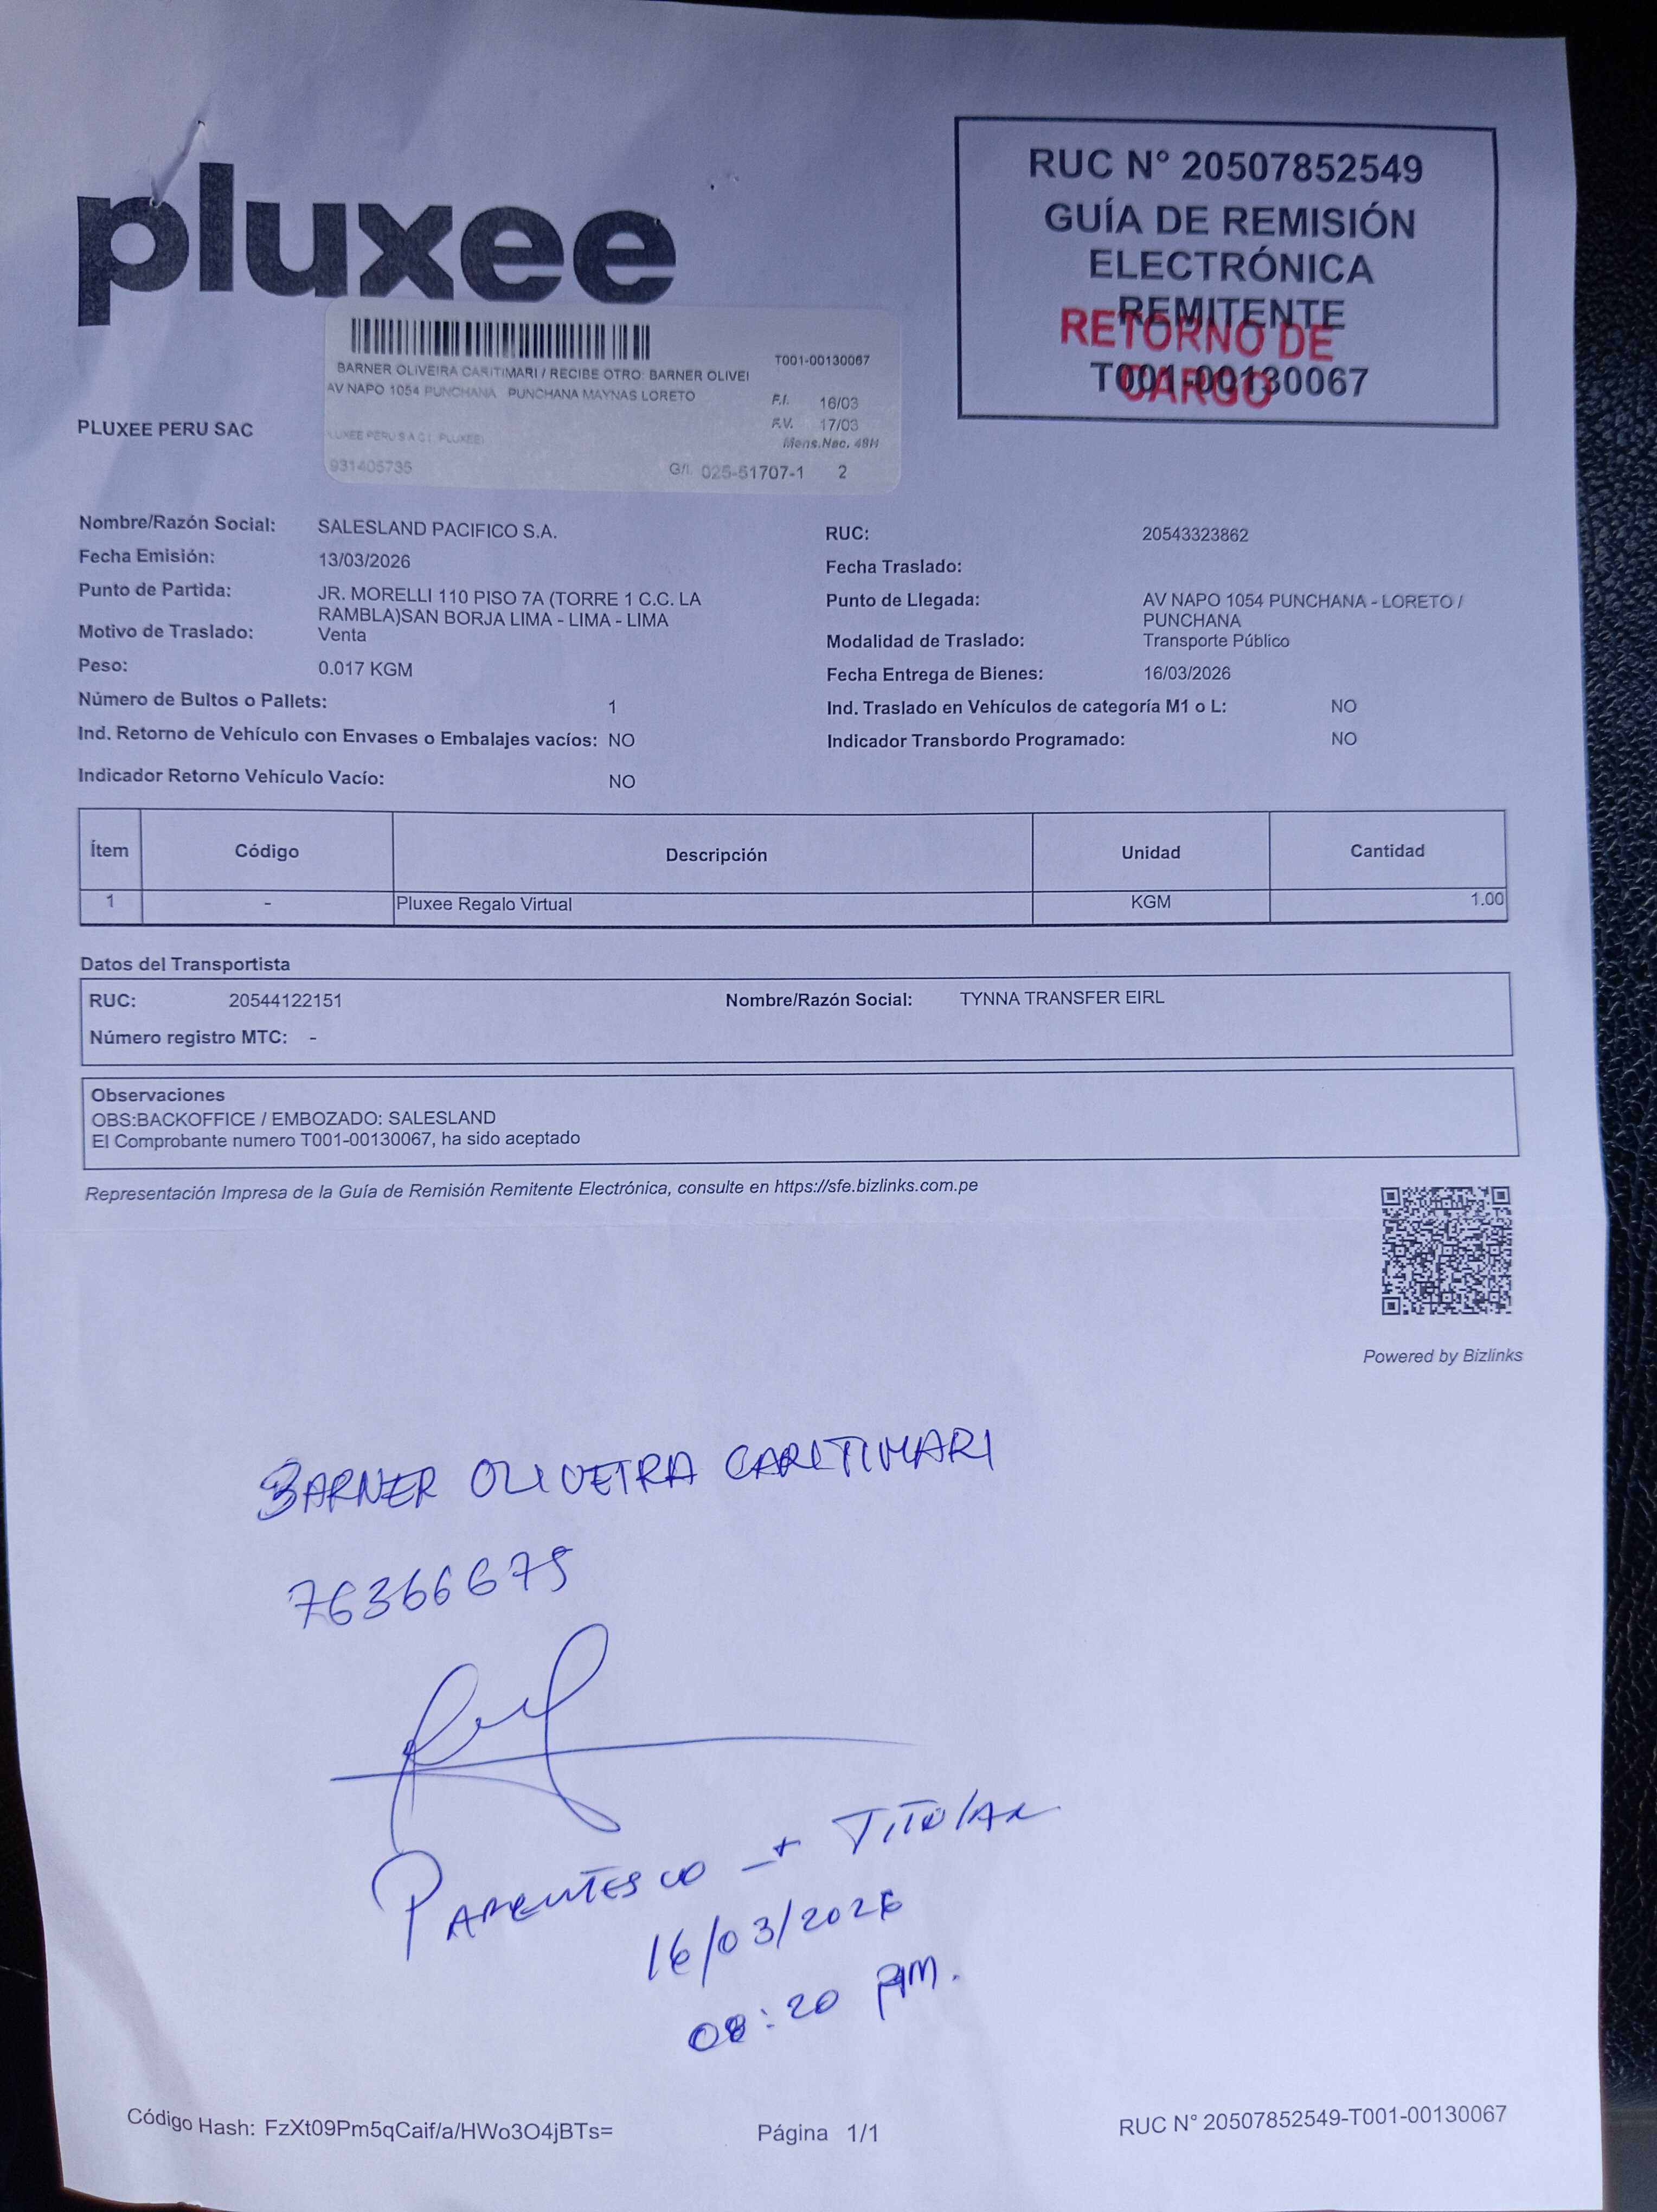 pluxee
RUC N° 20507852549
GUÍA DE REMISIÓN
ELECTRÓNICA
REMITENTE
RETORNO DE
CARGO
T001-00130067
BARNER OLIVEIRA CARITIMARI / RECIBE OTRO: BARNER OLIVEI
T001-00130067
AV NAPO 1054 PUNCHANA PUNCHANA MAYNAS LORETO
F.I. 16/03
F.V. 17/03
Mens.Nac. 48H
LUXEE PERU S A C ( PLUXEE)
931405735
G/I. 025-51707-1 2
PLUXEE PERU SAC
Nombre/Razón Social: SALESLAND PACIFICO S.A.
RUC: 20543323862
Fecha Emisión: 13/03/2026
Fecha Traslado:
Punto de Partida: JR. MORELLI 110 PISO 7A (TORRE 1 C.C. LA
RAMBLA)SAN BORJA LIMA - LIMA - LIMA
Punto de Llegada: AV NAPO 1054 PUNCHANA - LORETO /
PUNCHANA
Motivo de Traslado: Venta
Modalidad de Traslado: Transporte Público
Peso: 0.017 KGM
Fecha Entrega de Bienes: 16/03/2026
Número de Bultos o Pallets: 1
Ind. Traslado en Vehículos de categoría M1 o L: NO
Ind. Retorno de Vehículo con Envases o Embalajes vacíos: NO
Indicador Transbordo Programado: NO
Indicador Retorno Vehículo Vacío: NO
Ítem Código Descripción Unidad Cantidad
1 - Pluxee Regalo Virtual KGM 1.00
Datos del Transportista
RUC: 20544122151 Nombre/Razón Social: TYNNA TRANSFER EIRL
Número registro MTC: -
Observaciones
OBS:BACKOFFICE / EMBOZADO: SALESLAND
El Comprobante numero T001-00130067, ha sido aceptado
Representación Impresa de la Guía de Remisión Remitente Electrónica, consulte en https://sfe.bizlinks.com.pe
Powered by Bizlinks
BARNER OLIVEIRA CARITIMARI
76366675
PARENTESCO → TITULAR
16/03/2026
08:20 PM.
Código Hash: FzXt09Pm5qCaif/a/HWo3O4jBTs=
Página 1/1
RUC N° 20507852549-T001-00130067